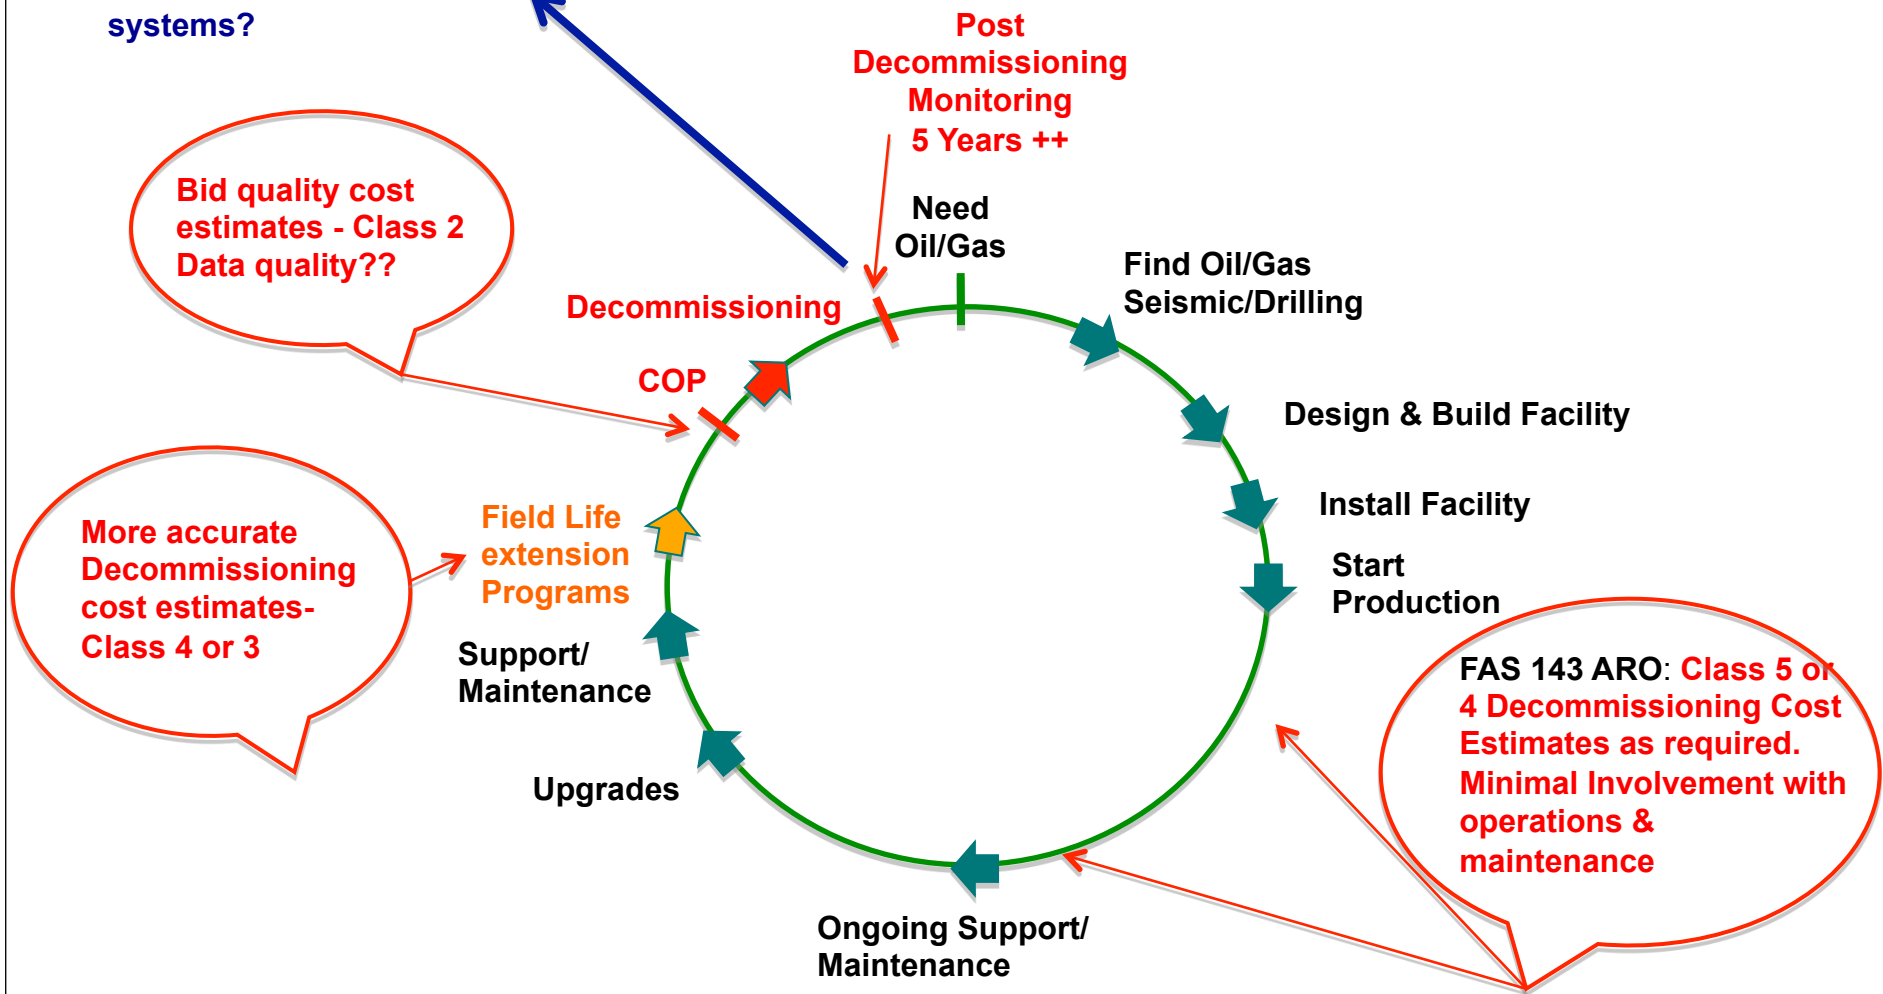 systems?
Post
Decommissioning
Monitoring
5 Years ++
Bid quality cost
estimates - Class 2
Data quality??
Need
Oil/Gas
Find Oil/Gas
Seismic/Drilling
Decommissioning
COP
Design & Build Facility
More accurate
Decommissioning
cost estimates-
Class 4 or 3
Field Life
extension
Programs
Install Facility
Start
Production
Support/
Maintenance
FAS 143 ARO: Class 5 or
4 Decommissioning Cost
Estimates as required.
Minimal Involvement with
operations &
maintenance
Upgrades
Ongoing Support/
Maintenance